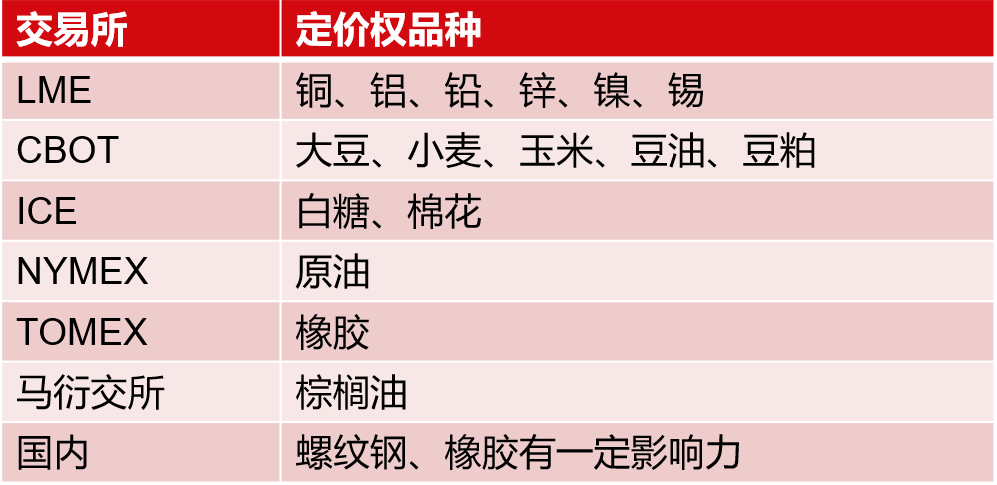 交易所 定价权品种
LME 铜、铝、铅、锌、镍、锡
CBOT 大豆、小麦、玉米、豆油、豆粕
ICE 白糖、棉花
NYMEX 原油
TOMEX 橡胶
马衍交所 棕榈油
国内 螺纹钢、橡胶有一定影响力